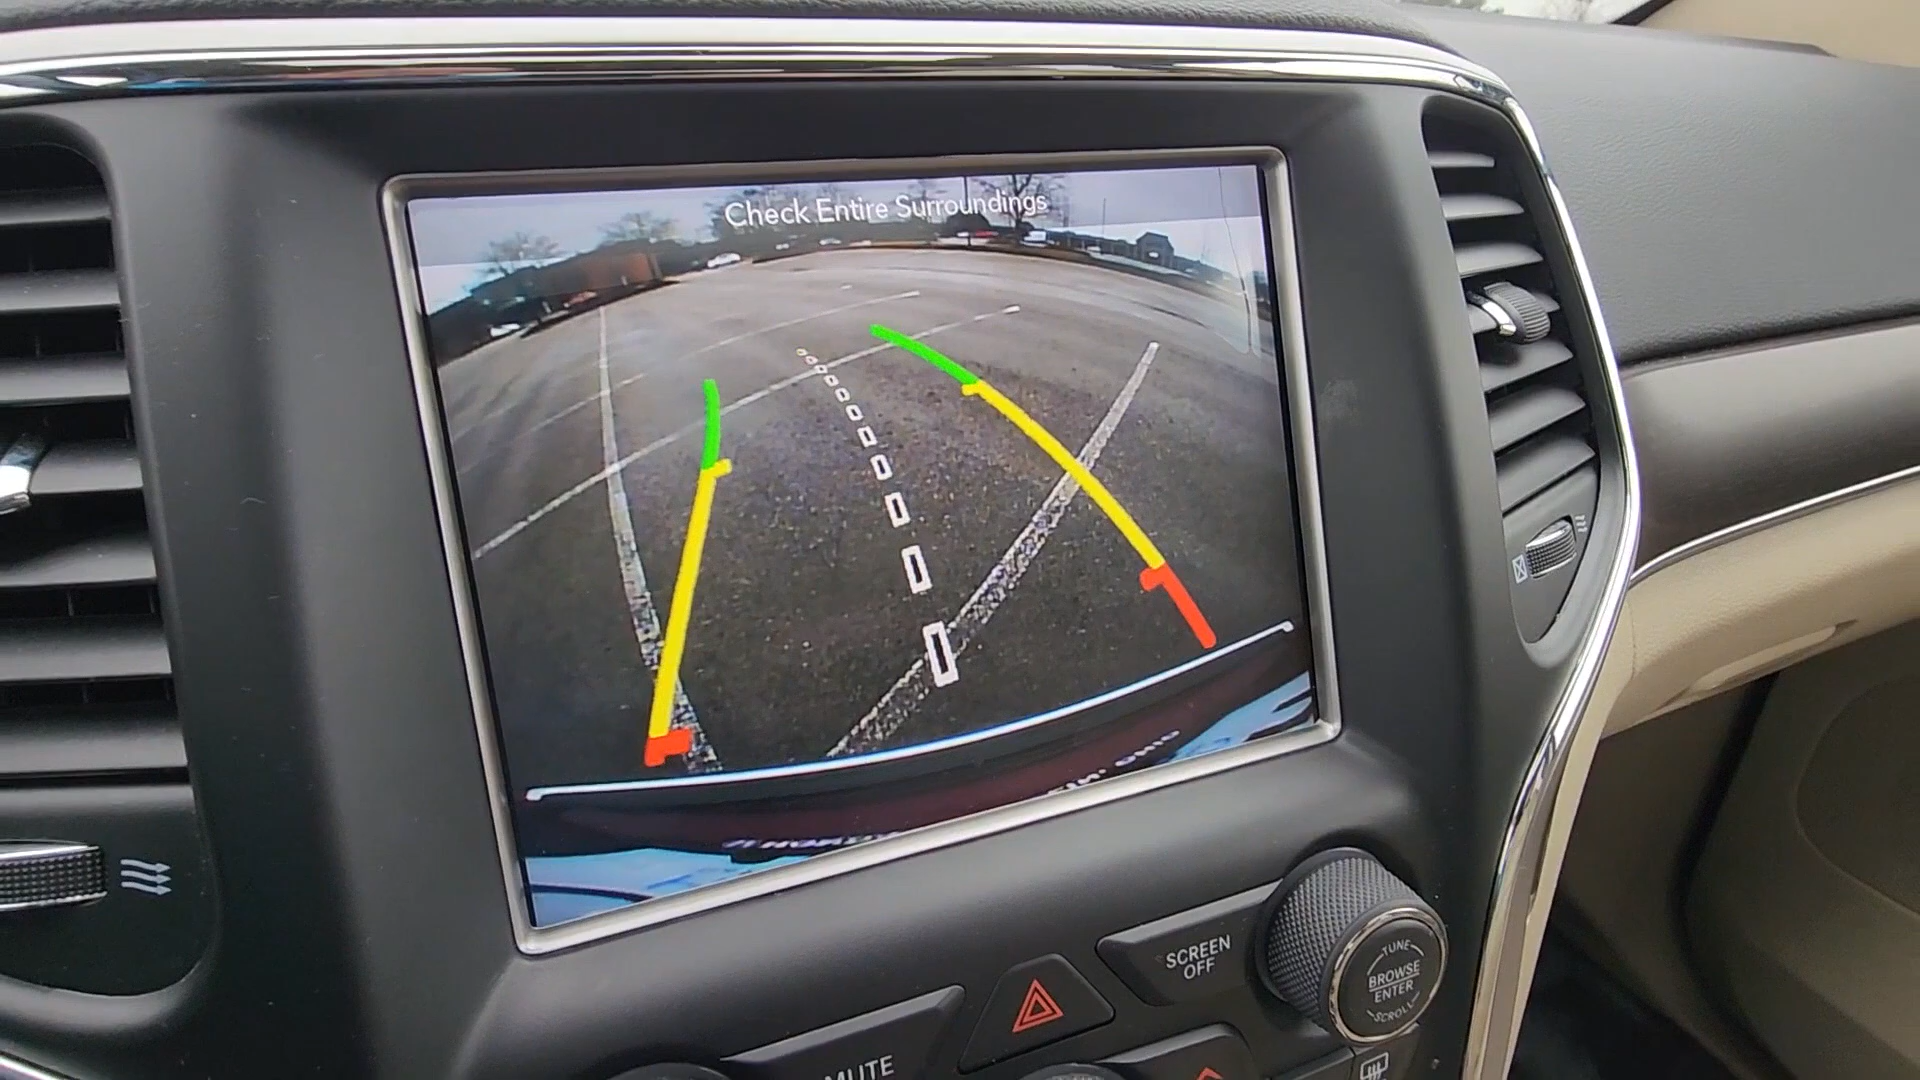 Check Entire Surroundings
SCREEN
OFF
TUNE
BROWSE
ENTER
SCROLL
MUTE